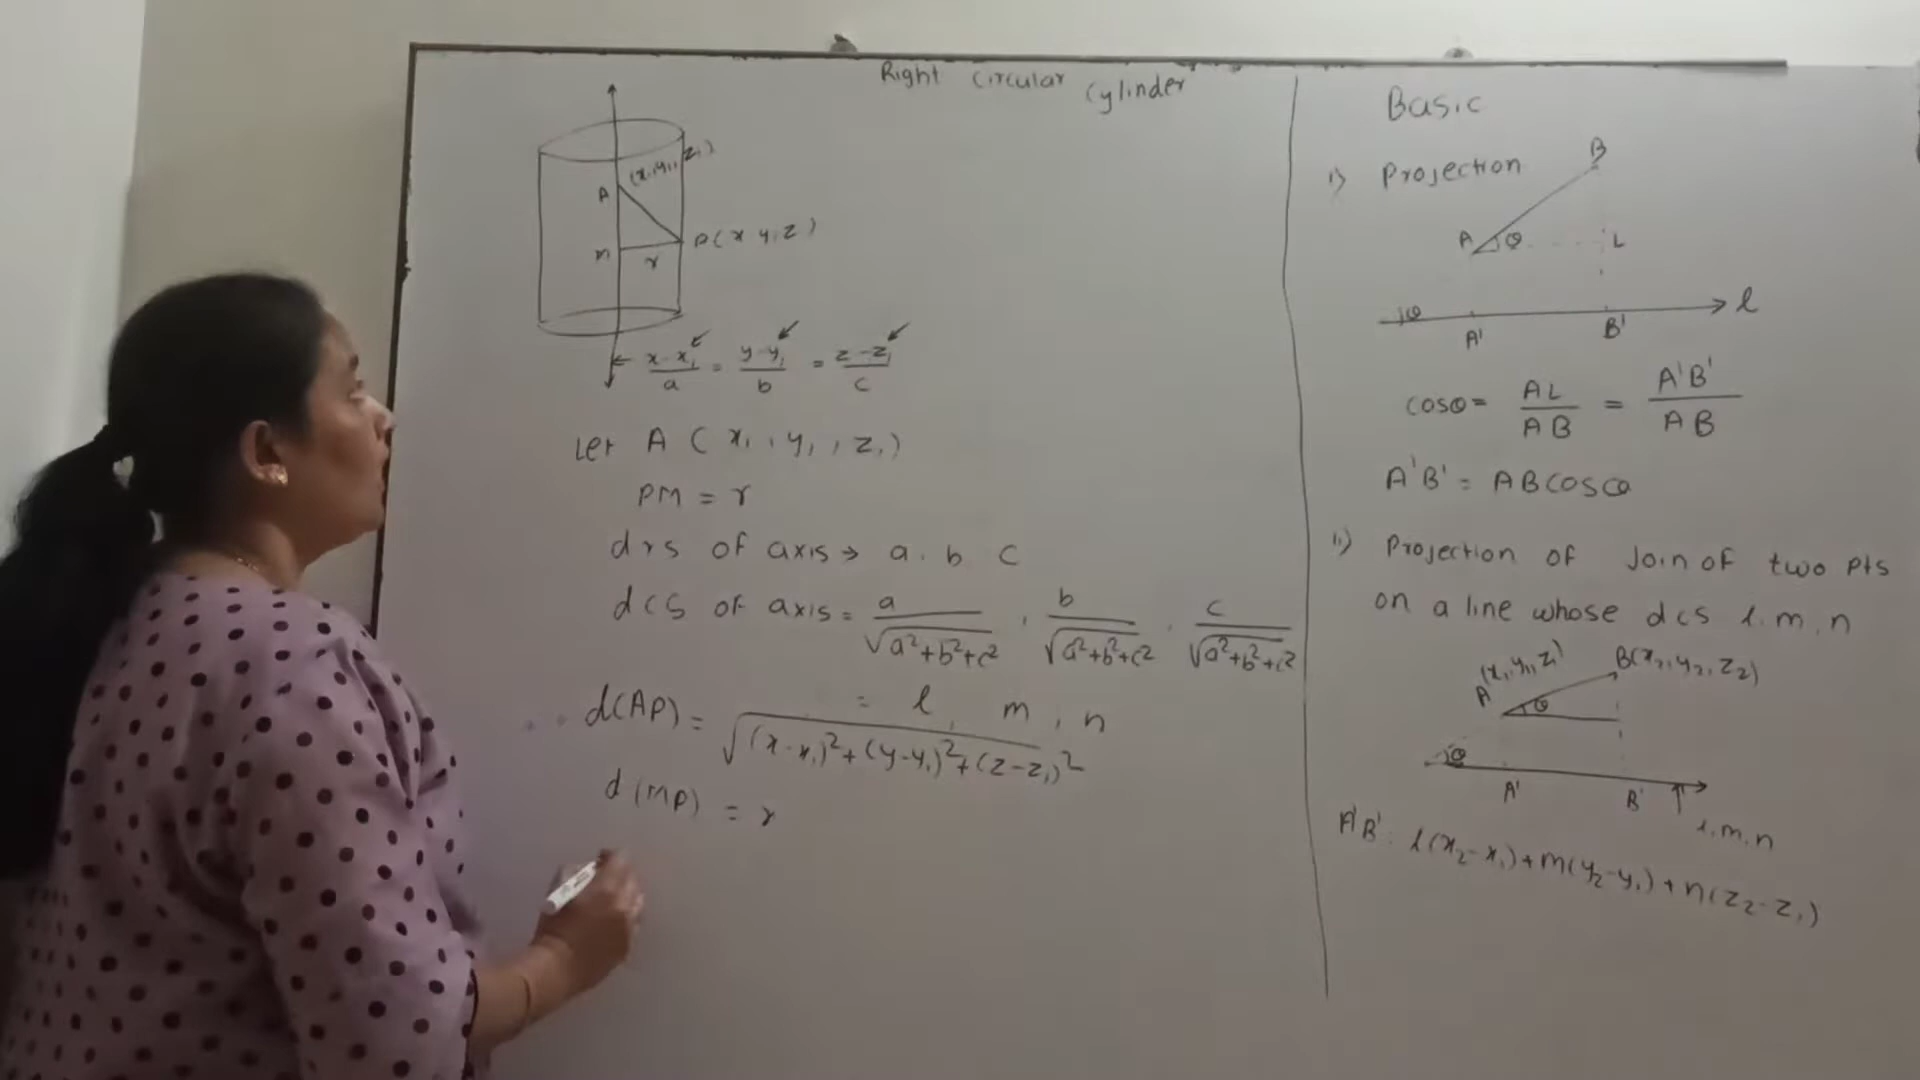 Right Circular Cylinder
(x₁, y₁, z₁)
A
P(x y, z)
m
r
(x-x₁)/a = (y-y₁)/b = (z-z₁)/c
Let A (x₁, y₁, z₁)
PM = r
drs of axis → a, b c
dcs of axis = a/√(a²+b²+c²), b/√(a²+b²+c²), c/√(a²+b²+c²)
= l, m, n
d(AP) = √((x-x₁)²+(y-y₁)²+(z-z₁)²)
d(MP) = r
Basic
i) Projection
B
A θ L
θ A' B' l
cosθ = AL/AB = A'B'/AB
A'B' = ABcosθ
ii) Projection of Join of two pts
on a line whose dcs l, m, n
A (x₁, y₁, z₁) B(x₂, y₂, z₂)
θ
θ
A' B'
l, m, n
A'B' : l(x₂-x₁)+m(y₂-y₁)+n(z₂-z₁)